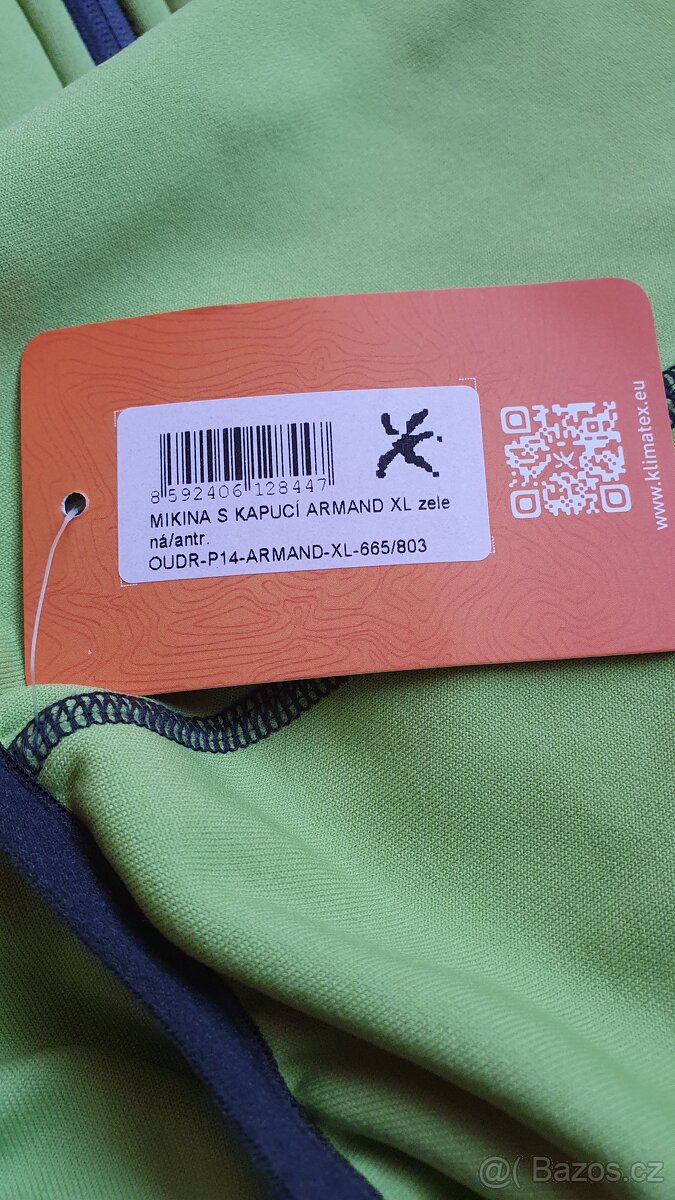 8 592406 128447
MIKINA S KAPUCÍ ARMAND XL zele
ná/antr.
OUDR-P14-ARMAND-XL-665/803
www.klimatex.eu
@( Bazos.cz